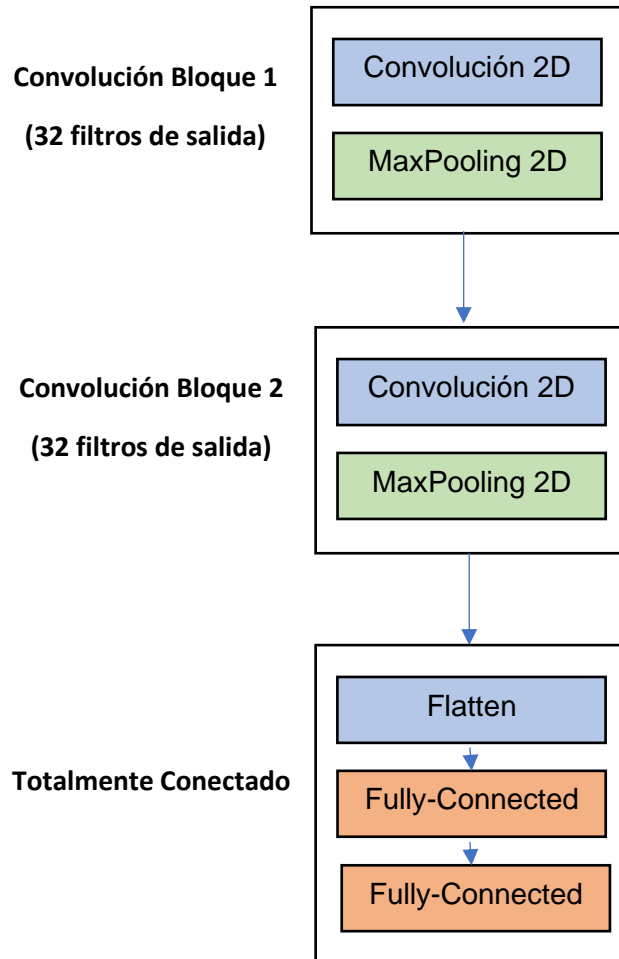 Convolución Bloque 1
(32 filtros de salida)
Convolución 2D
MaxPooling 2D
Convolución Bloque 2
(32 filtros de salida)
Convolución 2D
MaxPooling 2D
Totalmente Conectado
Flatten
Fully-Connected
Fully-Connected